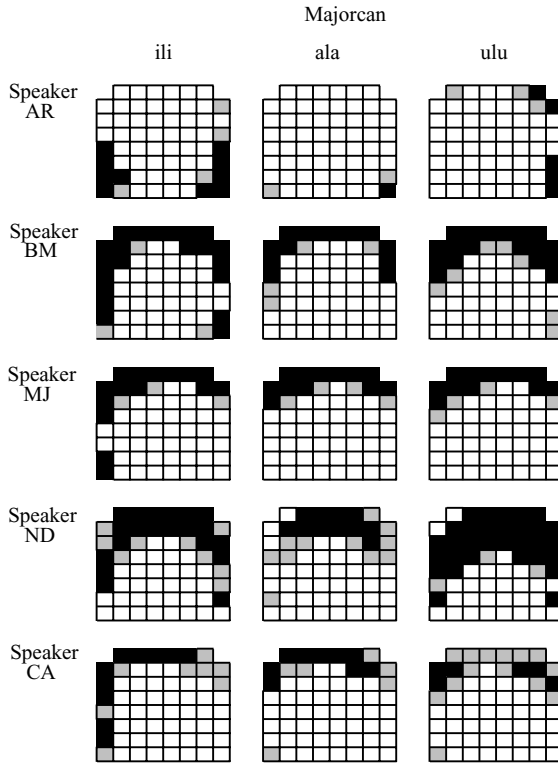 Majorcan
ili ala ulu
Speaker
AR
Speaker
BM
Speaker
MJ
Speaker
ND
Speaker
CA